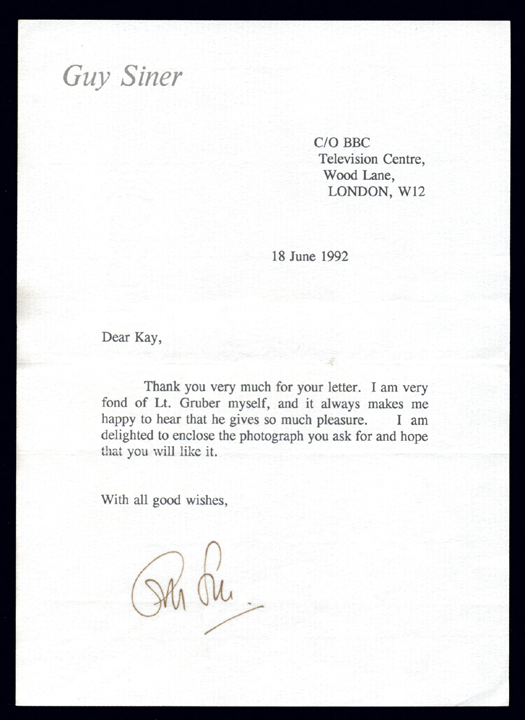 Guy Siner
C/O BBC
Television Centre,
Wood Lane,
LONDON, W12
18 June 1992
Dear Kay,
Thank you very much for your letter. I am very
fond of Lt. Gruber myself, and it always makes me
happy to hear that he gives so much pleasure. I am
delighted to enclose the photograph you ask for and hope
that you will like it.
With all good wishes,